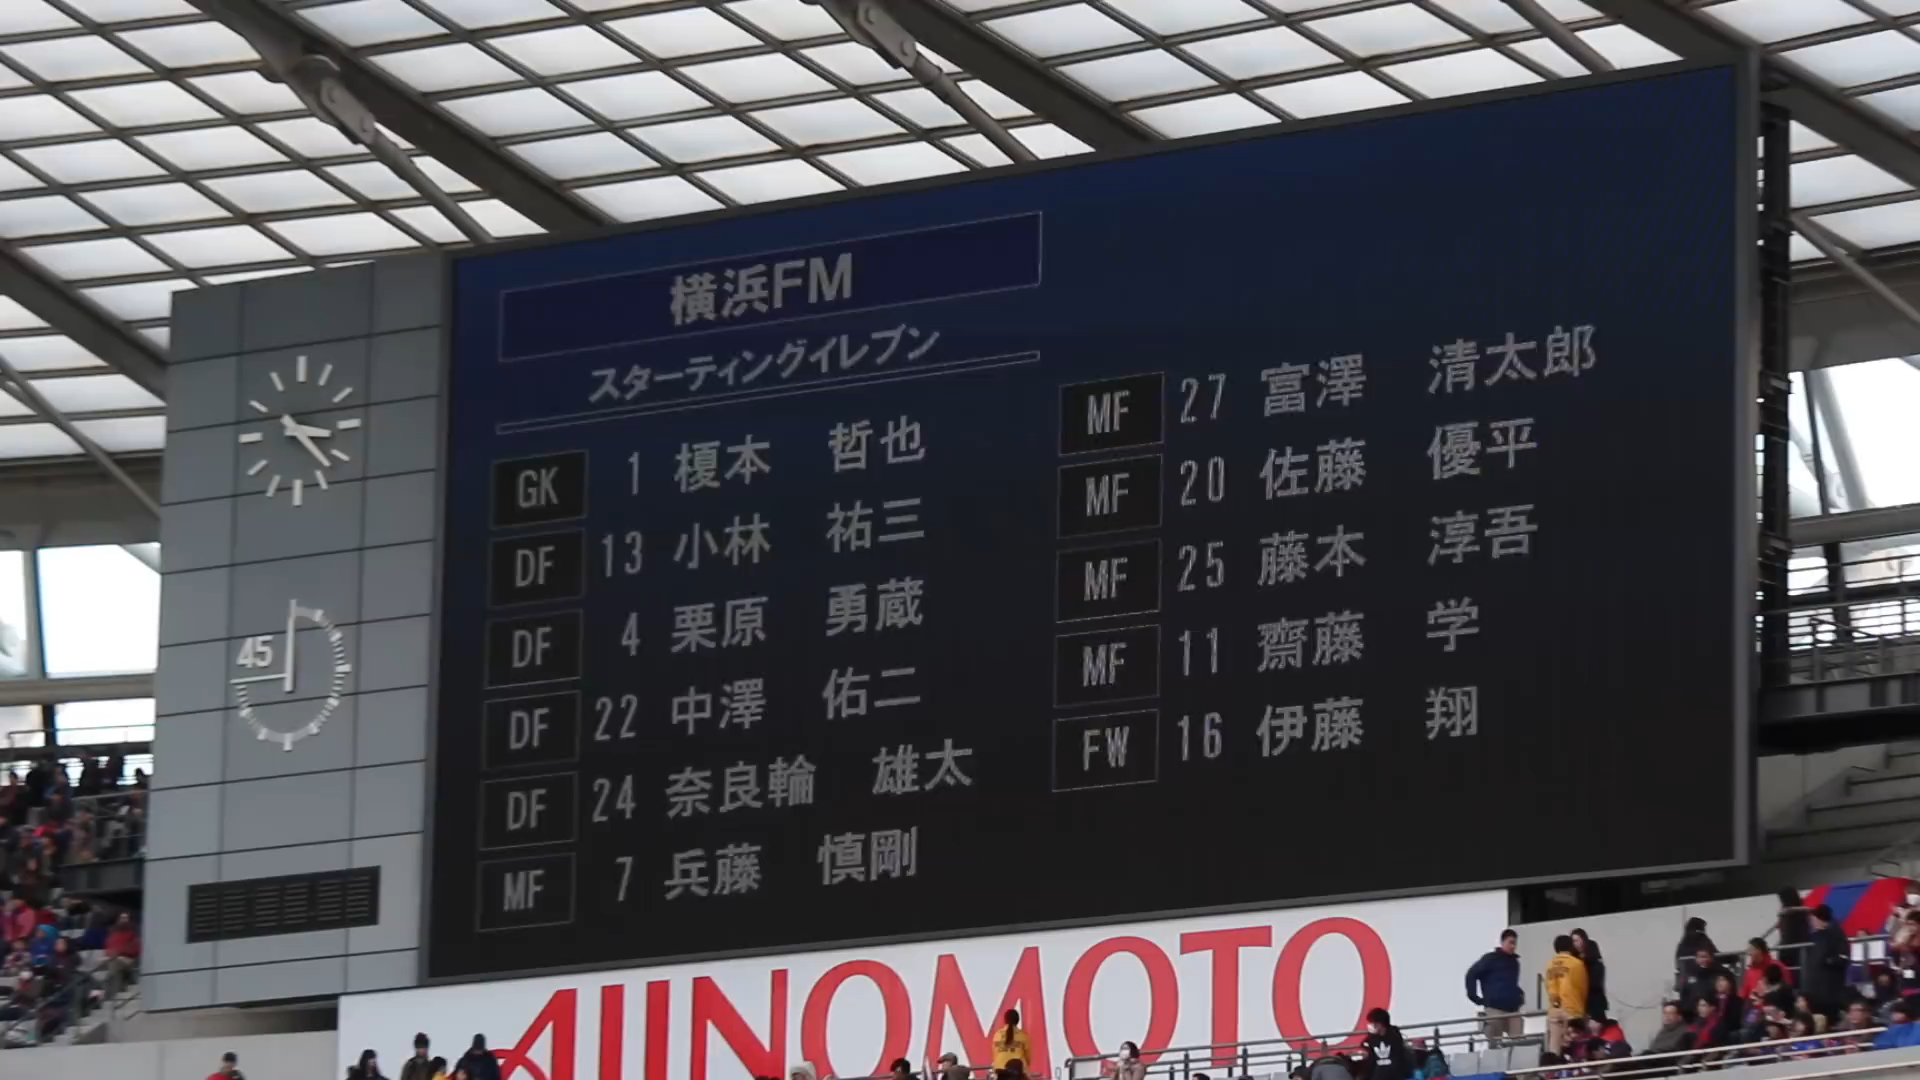 横浜FM
スターティングイレブン
GK 1 榎本 哲也
DF 13 小林 祐三
DF 4 栗原 勇蔵
DF 22 中澤 佑二
DF 24 奈良輪 雄太
MF 7 兵藤 慎剛
MF 27 富澤 清太郎
MF 20 佐藤 優平
MF 25 藤本 淳吾
MF 11 齋藤 学
FW 16 伊藤 翔
45
AJINOMOTO